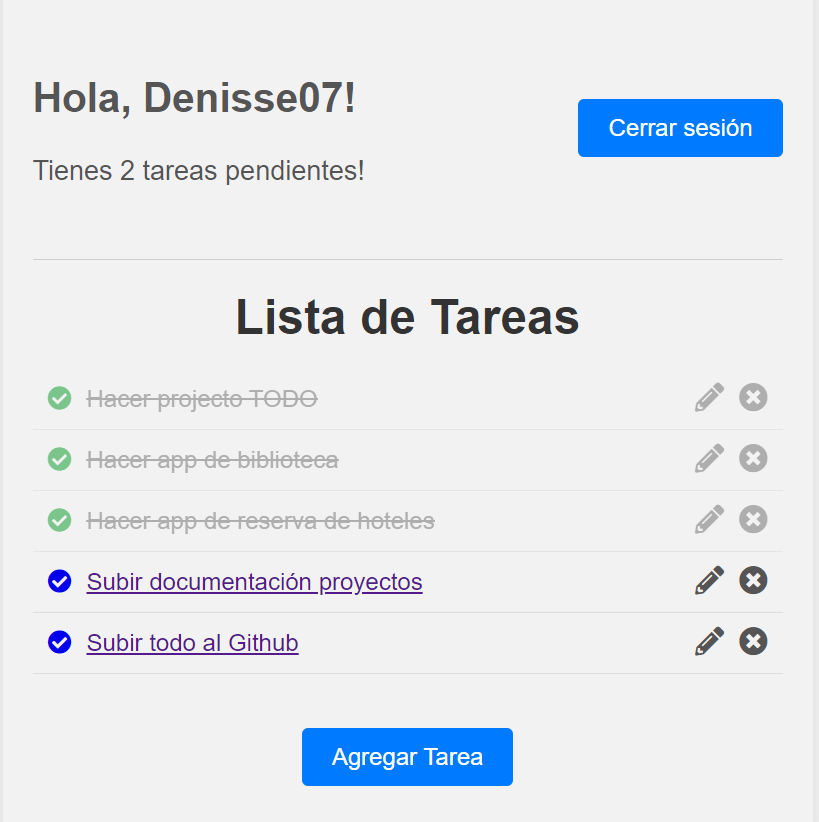 Hola, Denisse07!
Cerrar sesión
Tienes 2 tareas pendientes!
Lista de Tareas
Hacer projecto TODO
Hacer app de biblioteca
Hacer app de reserva de hoteles
Subir documentación proyectos
Subir todo al Github
Agregar Tarea